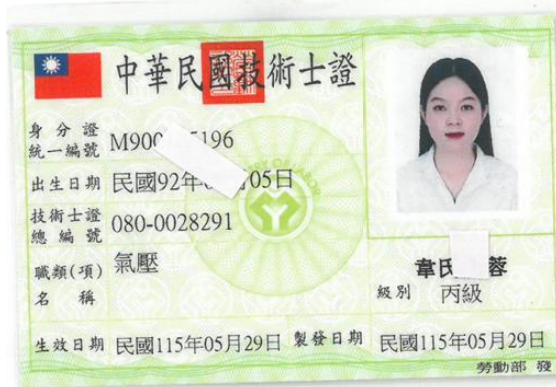 中華民國技術士證
身分證
統一編號 M900 5196
出生日期 民國92年 05日
技術士證
總編號 080-0028291
職類(項)
名稱 氣壓
韋氏 蓉
級別 丙級
生效日期 民國115年05月29日 製發日期 民國115年05月29日
勞動部 發